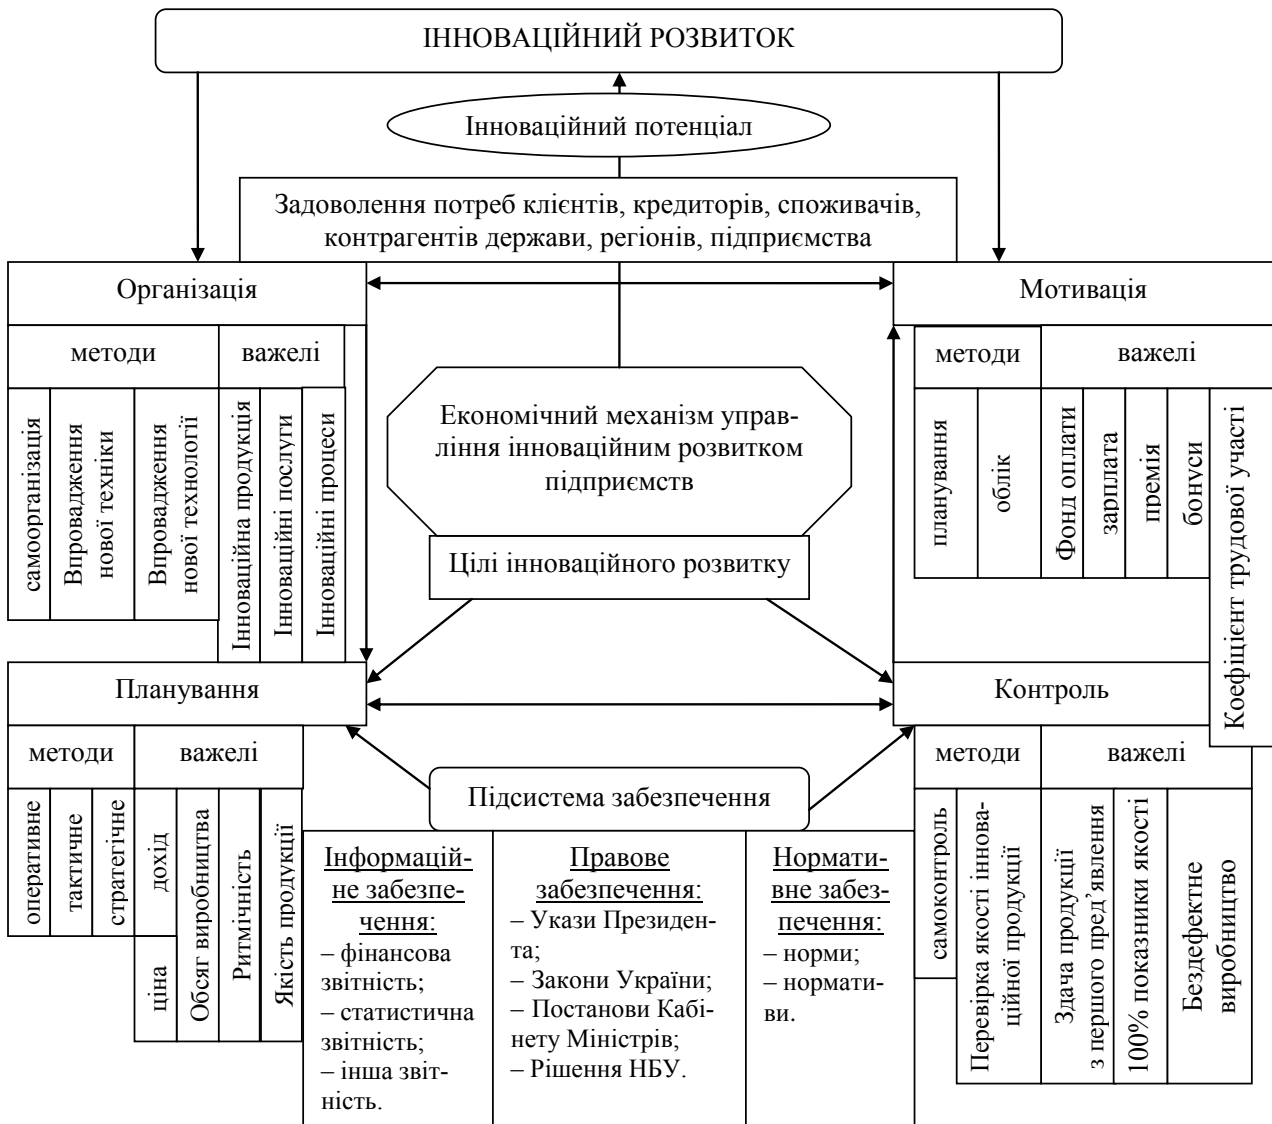 ІННОВАЦІЙНИЙ РОЗВИТОК
Інноваційний потенціал
Задоволення потреб клієнтів, кредиторів, споживачів,
контрагентів держави, регіонів, підприємства
Організація
методи
важелі
самоорганізація
Впровадження
нової техніки
Впровадження
нової технології
Інноваційна продукція
Інноваційні послуги
Інноваційні процеси
Мотивація
методи
важелі
планування
облік
Фонд оплати
зарплата
премія
бонуси
Коефіцієнт трудової участі
Економічний механізм управ-
ління інноваційним розвитком
підприємств
Цілі інноваційного розвитку
Планування
методи
важелі
оперативне
тактичне
стратегічне
дохід
ціна
Обсяг виробництва
Ритмічність
Якість продукції
Контроль
методи
важелі
самоконтроль
Перевірка якості іннова-
ційної продукції
Здача продукції
з першого пред’явлення
100% показники якості
Бездефектне
виробництво
Підсистема забезпечення
Інформацій-
не забезпе-
чення:
– фінансова
звітність;
– статистична
звітність;
– інша звіт-
ність.
Правове
забезпечення:
– Укази Президен-
та;
– Закони України;
– Постанови Кабі-
нету Міністрів;
– Рішення НБУ.
Нормати-
вне забез-
печення:
– норми;
– нормати-
ви.